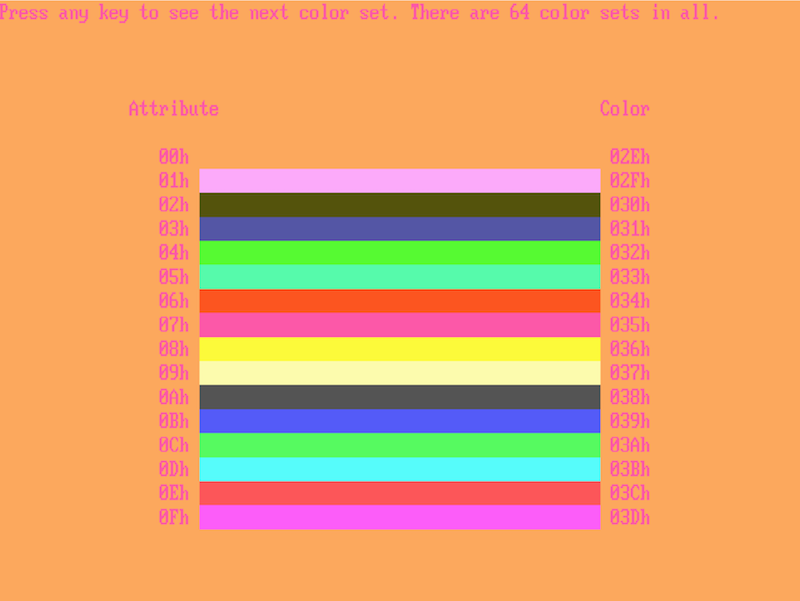 Press any key to see the next color set. There are 64 color sets in all.
Attribute Color
00h 02Eh
01h 02Fh
02h 030h
03h 031h
04h 032h
05h 033h
06h 034h
07h 035h
08h 036h
09h 037h
0Ah 038h
0Bh 039h
0Ch 03Ah
0Dh 03Bh
0Eh 03Ch
0Fh 03Dh